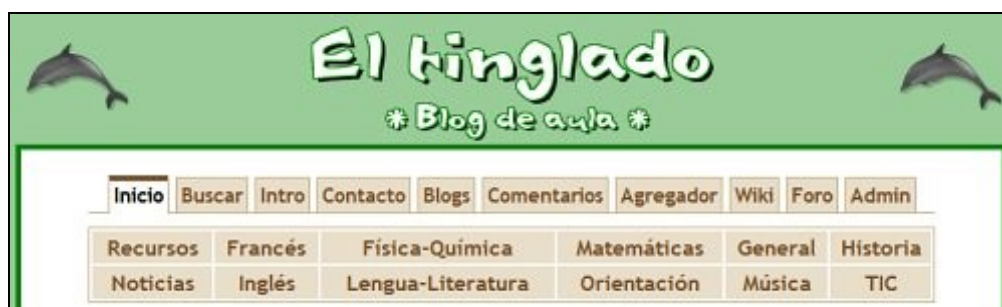 El tinglado
* Blog de aula *
Inicio Buscar Intro Contacto Blogs Comentarios Agregador Wiki Foro Admin
Recursos Francés Física-Química Matemáticas General Historia
Noticias Inglés Lengua-Literatura Orientación Música TIC